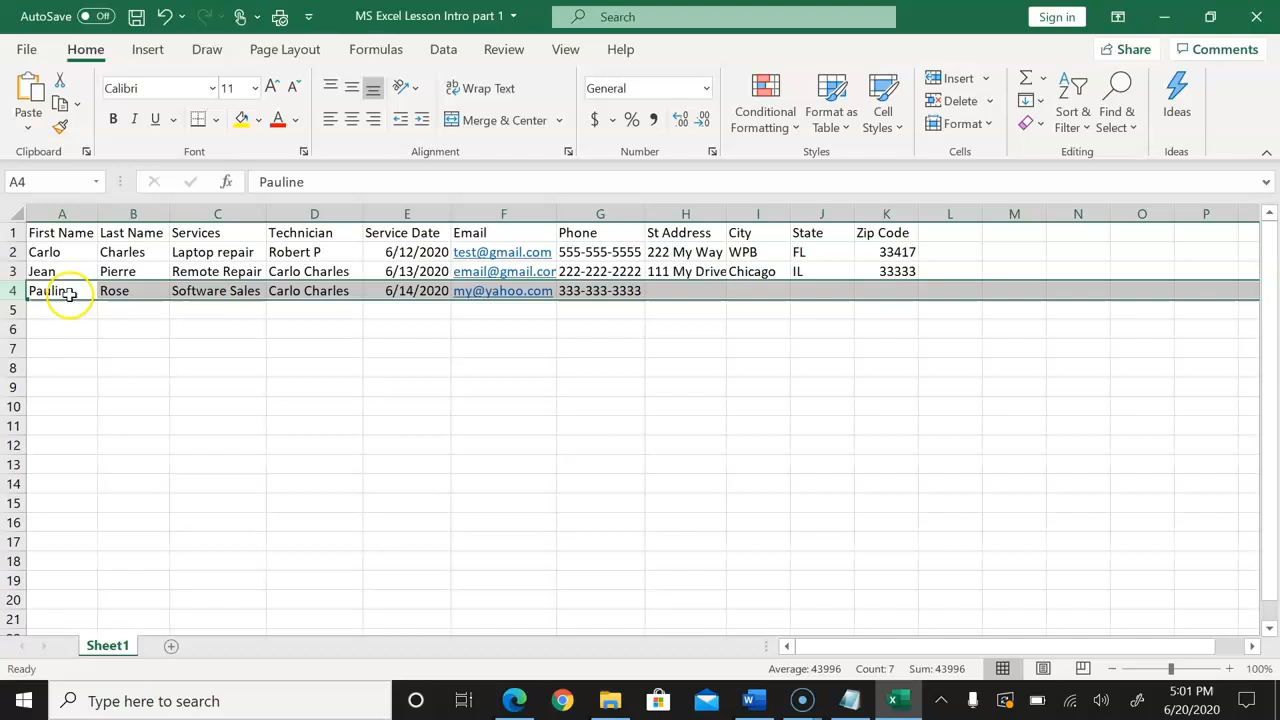 AutoSave Off MS Excel Lesson Intro part 1 Search Sign in
File Home Insert Draw Page Layout Formulas Data Review View Help Share Comments
Paste Calibri 11 Wrap Text General Conditional Formatting Format as Table Cell Styles Insert Sort & Filter Find & Select Ideas
B I U A Merge & Center $ % Delete Format
Clipboard Font Alignment Number Styles Cells Editing Ideas
A4 fx Pauline
A B C D E F G H I J K L M N O P
1 First Name Last Name Services Technician Service Date Email Phone St Address City State Zip Code
2 Carlo Charles Laptop repair Robert P 6/12/2020 test@gmail.com 555-555-5555 222 My Way WPB FL 33417
3 Jean Pierre Remote Repair Carlo Charles 6/13/2020 email@gmail.cor 222-222-2222 111 My Drive Chicago IL 33333
4 Pauline Rose Software Sales Carlo Charles 6/14/2020 my@yahoo.com 333-333-3333
5
6
7
8
9
10
11
12
13
14
15
16
17
18
19
20
21
Sheet1
Ready Average: 43996 Count: 7 Sum: 43996 100%
Type here to search 5:01 PM
6/20/2020